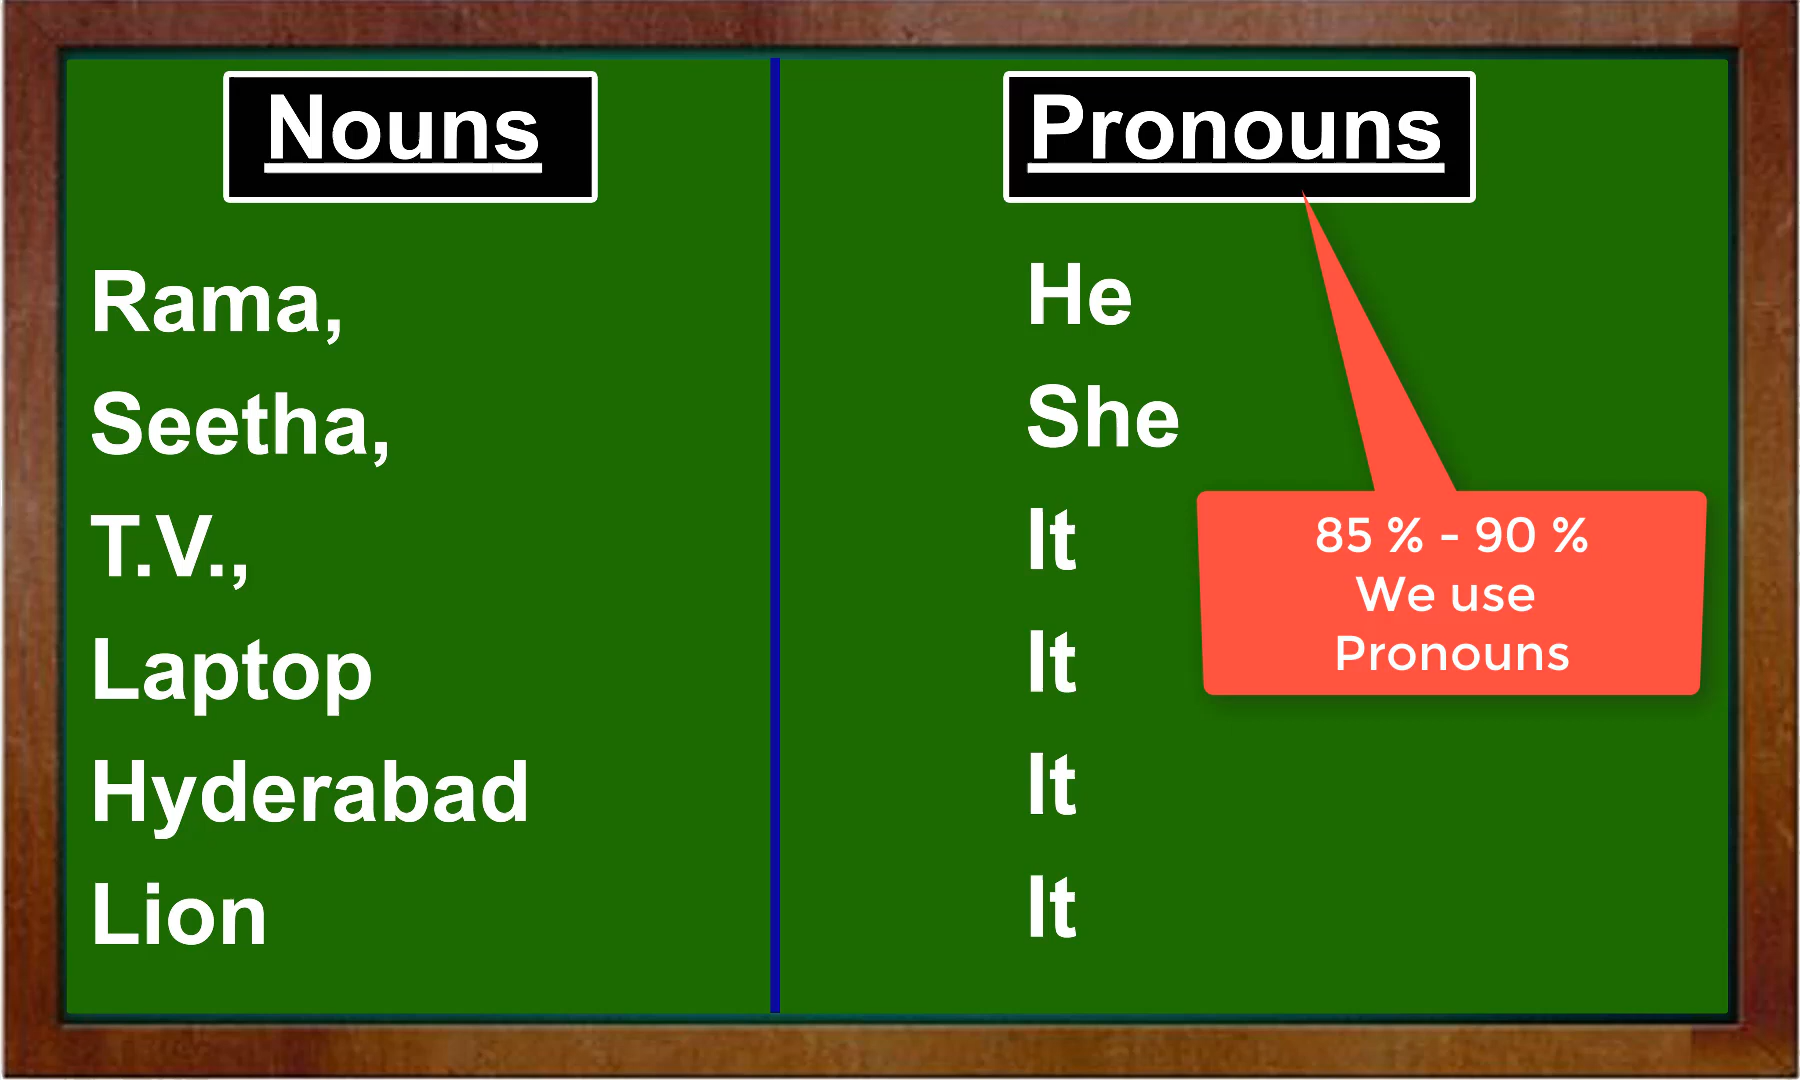 Nouns
Pronouns
Rama,
He
Seetha,
She
T.V.,
It
Laptop
It
Hyderabad
It
Lion
It
85 % - 90 %
We use
Pronouns